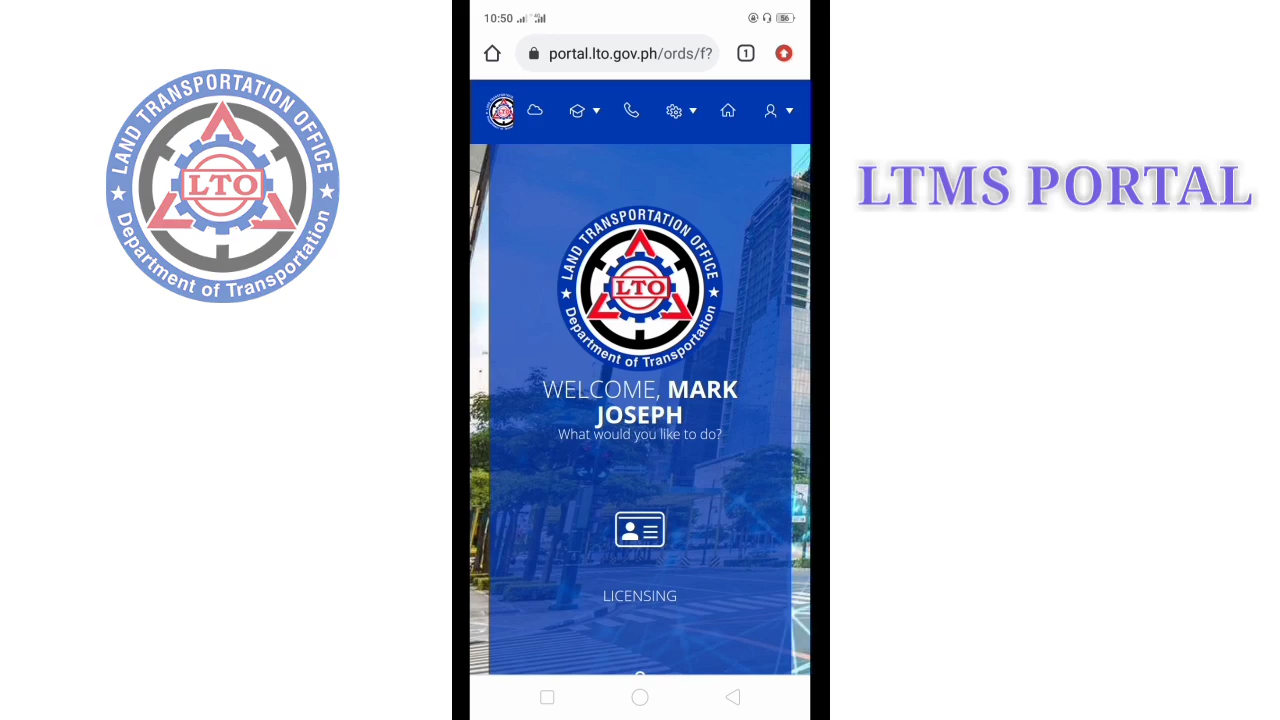 LAND TRANSPORTATION OFFICE
LTO
Department of Transportation
10:50
56
portal.lto.gov.ph/ords/f?
1
LAND TRANSPORTATION OFFICE
LTO
Department of Transportation
WELCOME, MARK
JOSEPH
What would you like to do?
LICENSING
LTMS PORTAL